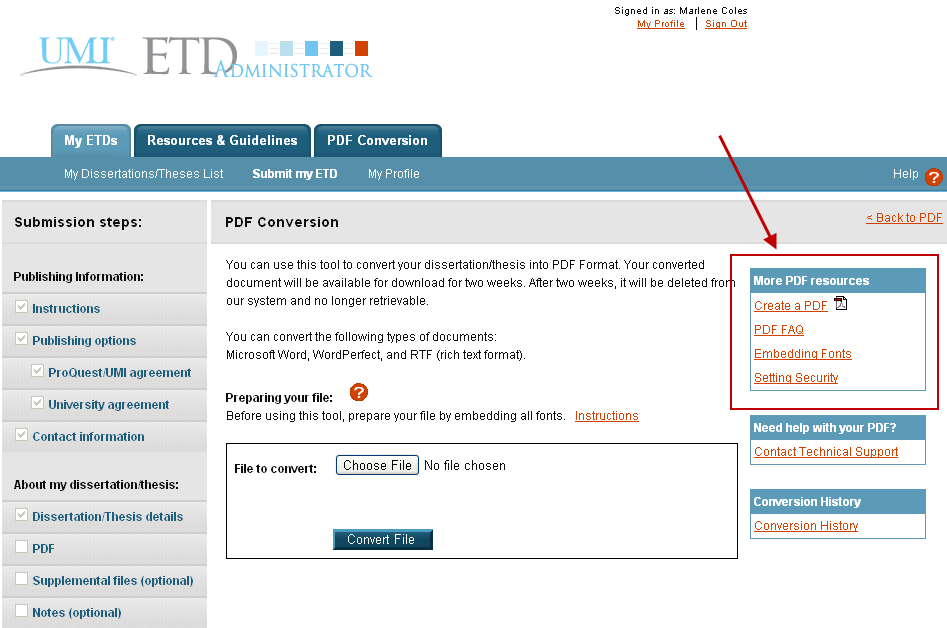 Signed in as: Marlene Coles
My Profile | Sign Out
UMI® ETD ADMINISTRATOR
My ETDs
Resources & Guidelines
PDF Conversion
My Dissertations/Theses List
Submit my ETD
My Profile
Help ?
Submission steps:
Publishing Information:
Instructions
Publishing options
ProQuest/UMI agreement
University agreement
Contact information
About my dissertation/thesis:
Dissertation/Thesis details
PDF
Supplemental files (optional)
Notes (optional)
PDF Conversion
< Back to PDF
You can use this tool to convert your dissertation/thesis into PDF Format. Your converted
document will be available for download for two weeks. After two weeks, it will be deleted from
our system and no longer retrievable.
You can convert the following types of documents:
Microsoft Word, WordPerfect, and RTF (rich text format).
Preparing your file: ?
Before using this tool, prepare your file by embedding all fonts. Instructions
File to convert: Choose File No file chosen
Convert File
More PDF resources
Create a PDF
PDF FAQ
Embedding Fonts
Setting Security
Need help with your PDF?
Contact Technical Support
Conversion History
Conversion History